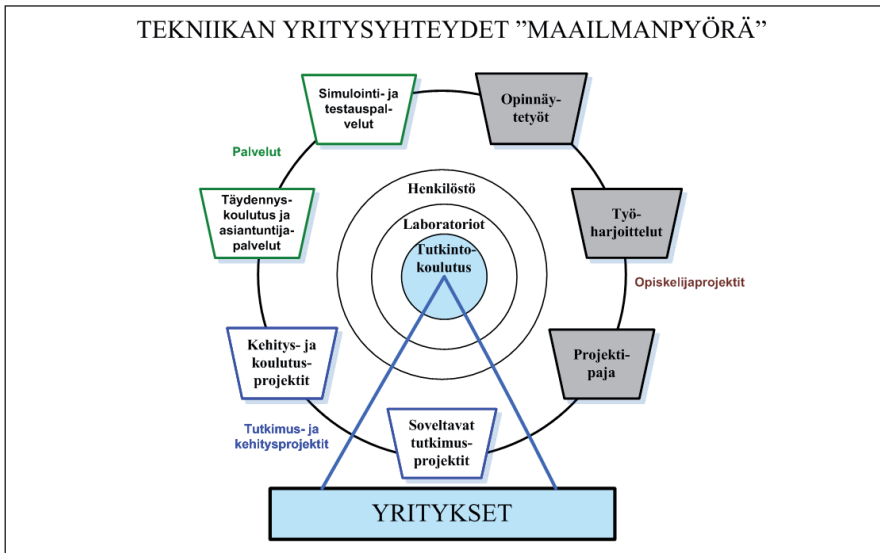 TEKNIIKAN YRITYSYHTEYDET ”MAAILMANPYÖRÄ”
Simulointi- ja
testauspal-
velut
Opinnäy-
tetyöt
Palvelut
Henkilöstö
Täydennys-
koulutus ja
asiantuntija-
palvelut
Laboratoriot
Tutkinto-
koulutus
Työ-
harjoittelut
Opiskelijaprojektit
Kehitys- ja
koulutus-
projektit
Projekti-
paja
Tutkimus- ja
kehitysprojektit
Soveltavat
tutkimus-
projektit
YRITYKSET